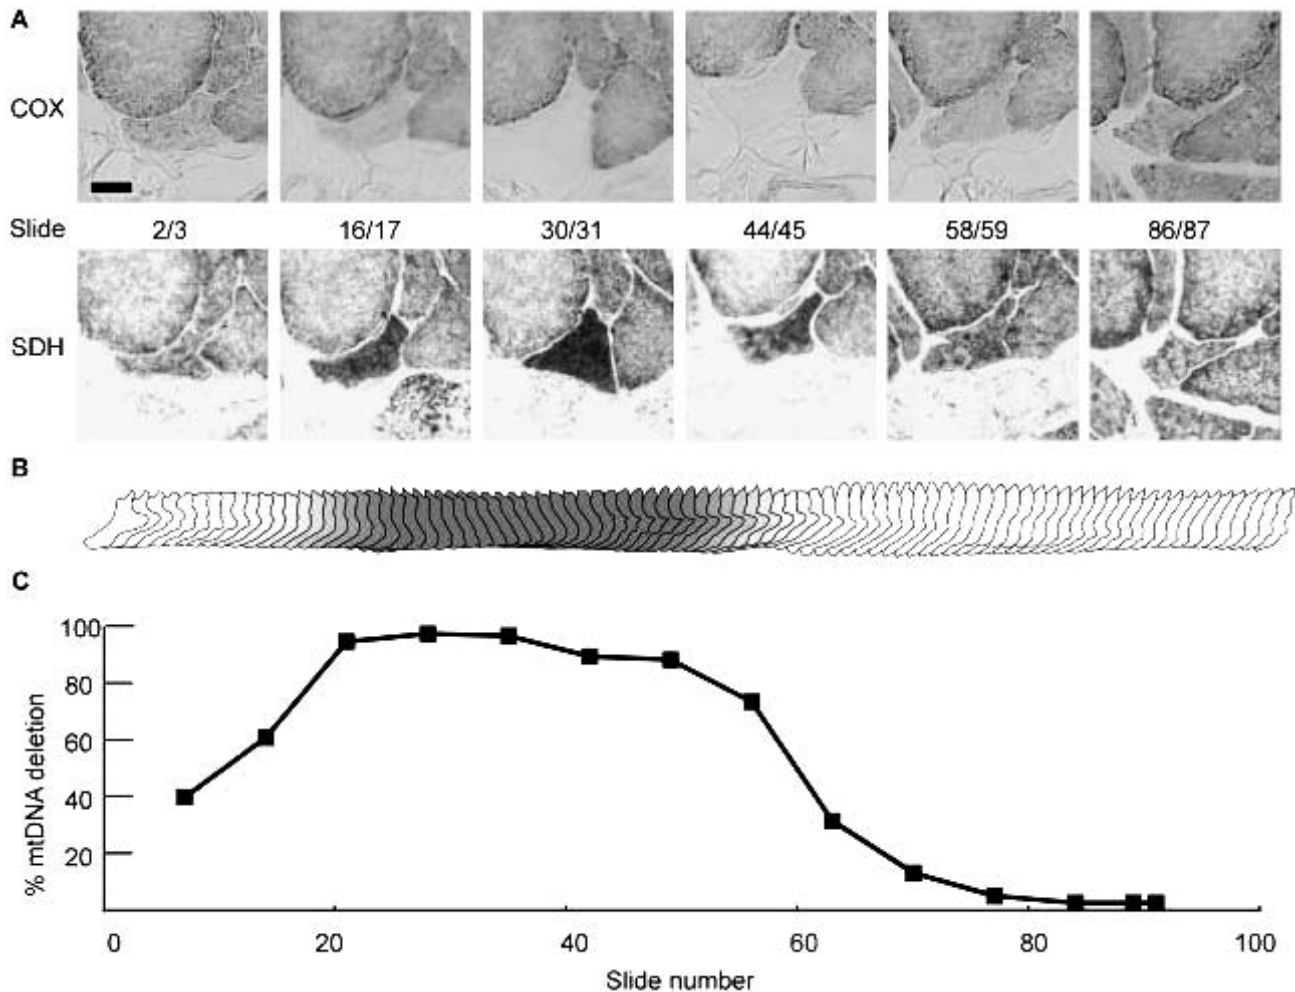 A
COX
Slide 2/3 16/17 30/31 44/45 58/59 86/87
SDH
B
C
100
80
60
40
20
% mtDNA deletion
0 20 40 60 80 100
Slide number